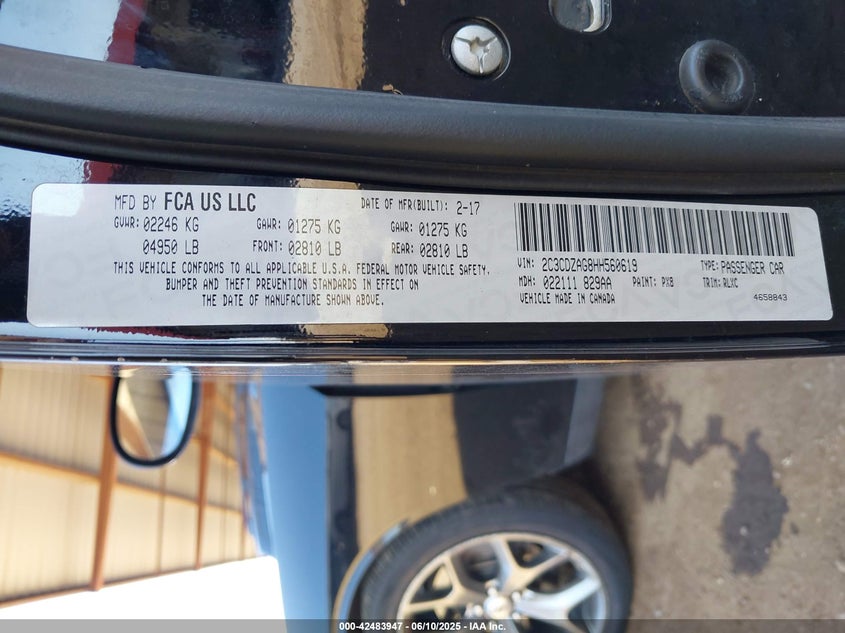 MFD BY FCA US LLC DATE OF MFR(BUILT): 2-17
GVWR: 02246 KG GAWR: 01275 KG GAWR: 01275 KG
04950 LB FRONT: 02810 LB REAR: 02810 LB
THIS VEHICLE CONFORMS TO ALL APPLICABLE U.S.A. FEDERAL MOTOR VEHICLE SAFETY,
BUMPER AND THEFT PREVENTION STANDARDS IN EFFECT ON
THE DATE OF MANUFACTURE SHOWN ABOVE.
VIN: 2C3CDZAG8HH560619 TYPE: PASSENGER CAR
MDH: 022111 829AA PAINT: PX8 TRIM: RLXC
VEHICLE MADE IN CANADA 4658843
000-42483947 - 06/10/2025 - IAA Inc.